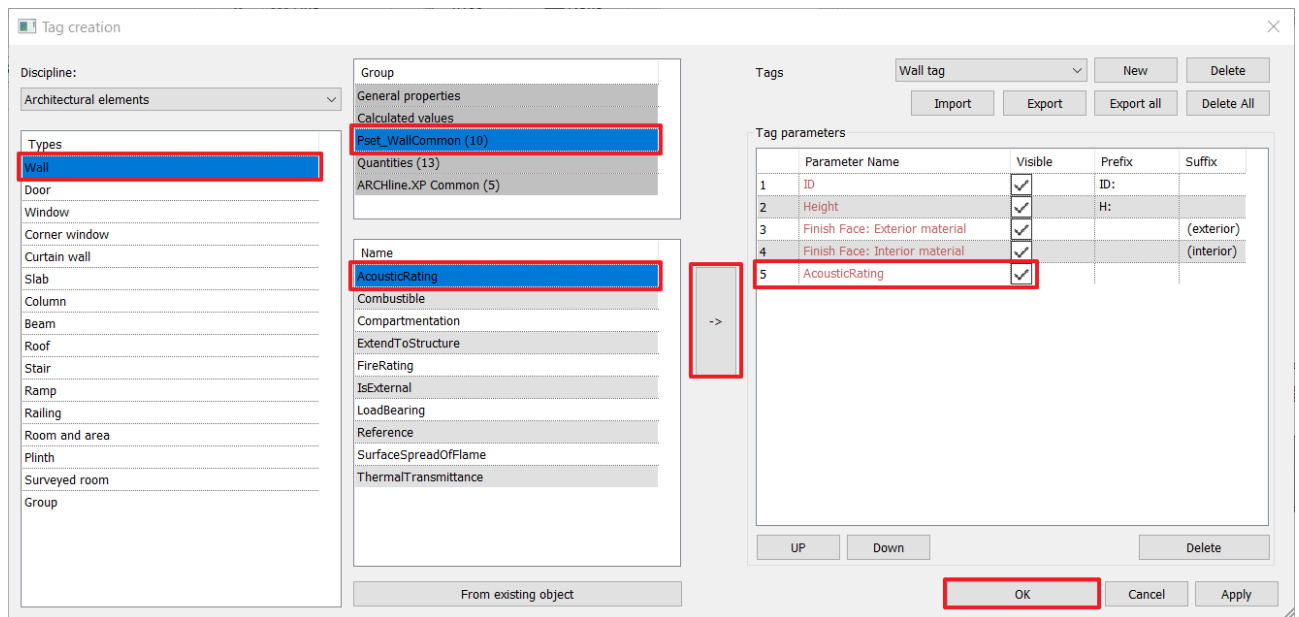 Tag creation
Discipline:
Architectural elements
Types
Wall
Door
Window
Corner window
Curtain wall
Slab
Column
Beam
Roof
Stair
Ramp
Railing
Room and area
Plinth
Surveyed room
Group
Group
General properties
Calculated values
Pset_WallCommon (10)
Quantities (13)
ARCHline.XP Common (5)
Name
AcousticRating
Combustible
Compartmentation
ExtendToStructure
FireRating
IsExternal
LoadBearing
Reference
SurfaceSpreadOfFlame
ThermalTransmittance
From existing object
->
Tags Wall tag New Delete
Import Export Export all Delete All
Tag parameters
Parameter Name Visible Prefix Suffix
1 ID ID:
2 Height H:
3 Finish Face: Exterior material (exterior)
4 Finish Face: Interior material (interior)
5 AcousticRating
UP Down Delete
OK Cancel Apply